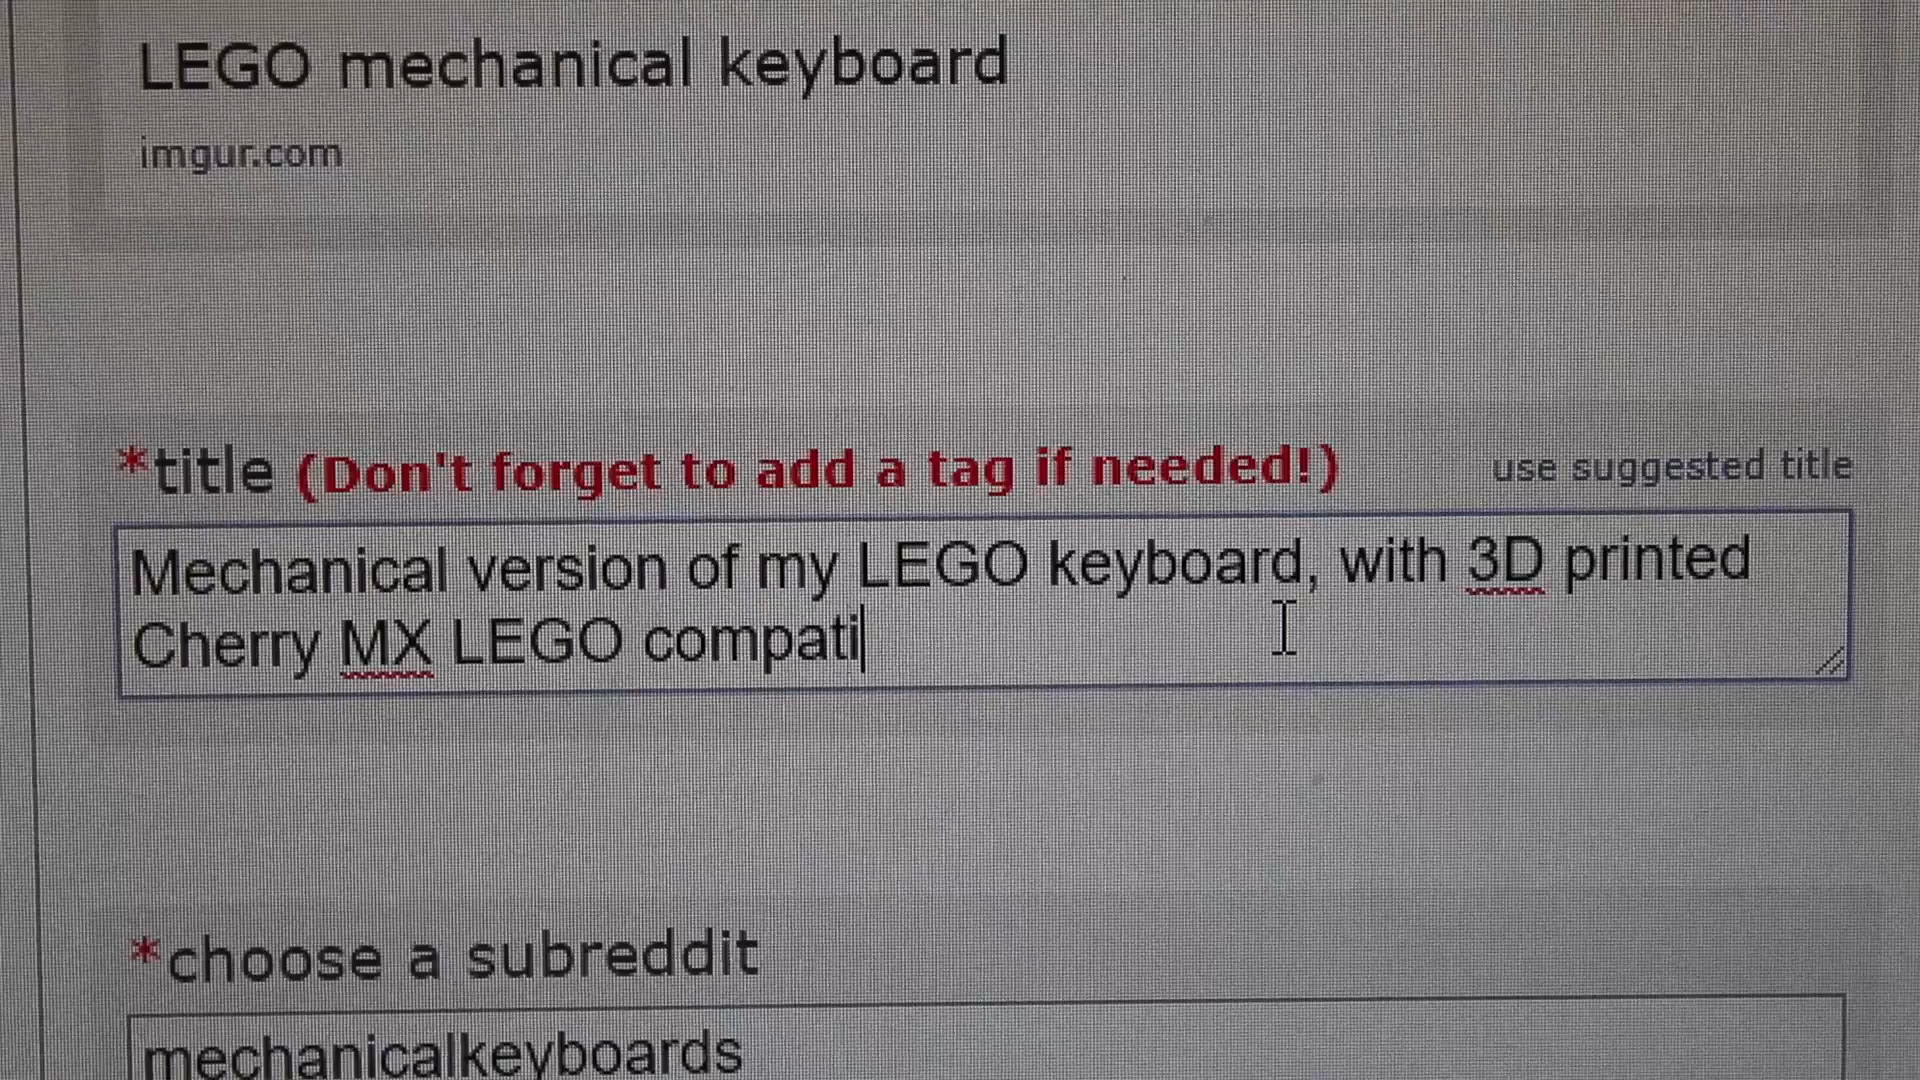 LEGO mechanical keyboard
imgur.com
*title (Don't forget to add a tag if needed!) use suggested title
Mechanical version of my LEGO keyboard, with 3D printed
Cherry MX LEGO compati
*choose a subreddit
mechanicalkeyboards